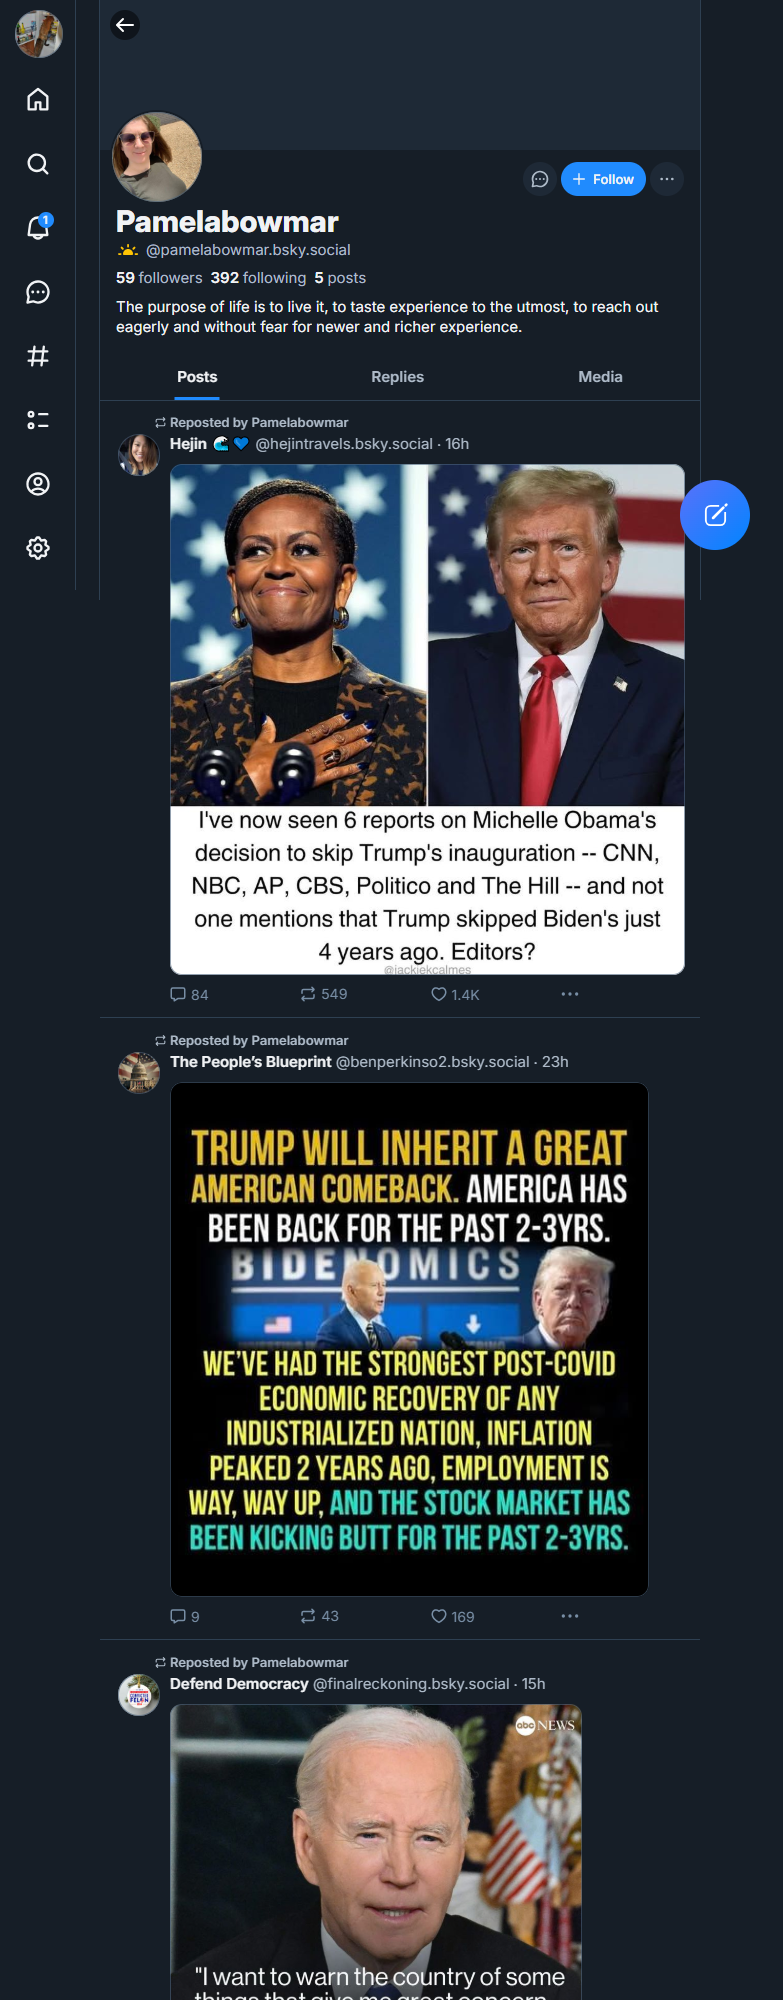 1
Follow
Pamelabowmar
@pamelabowmar.bsky.social
59 followers 392 following 5 posts
The purpose of life is to live it, to taste experience to the utmost, to reach out
eagerly and without fear for newer and richer experience.
Posts Replies Media
Reposted by Pamelabowmar
Hejin 🌊💙 @hejintravels.bsky.social · 16h
I've now seen 6 reports on Michelle Obama's
decision to skip Trump's inauguration -- CNN,
NBC, AP, CBS, Politico and The Hill -- and not
one mentions that Trump skipped Biden's just
4 years ago. Editors?
@jackiekcalmes
84 549 1.4K
Reposted by Pamelabowmar
The People’s Blueprint @benperkinso2.bsky.social · 23h
TRUMP WILL INHERIT A GREAT
AMERICAN COMEBACK. AMERICA HAS
BEEN BACK FOR THE PAST 2-3YRS.
BIDENOMICS
WE'VE HAD THE STRONGEST POST-COVID
ECONOMIC RECOVERY OF ANY
INDUSTRIALIZED NATION, INFLATION
PEAKED 2 YEARS AGO, EMPLOYMENT IS
WAY, WAY UP, AND THE STOCK MARKET HAS
BEEN KICKING BUTT FOR THE PAST 2-3YRS.
9 43 169
Reposted by Pamelabowmar
Defend Democracy @finalreckoning.bsky.social · 15h
abc NEWS
"I want to warn the country of some
things that give me great concern